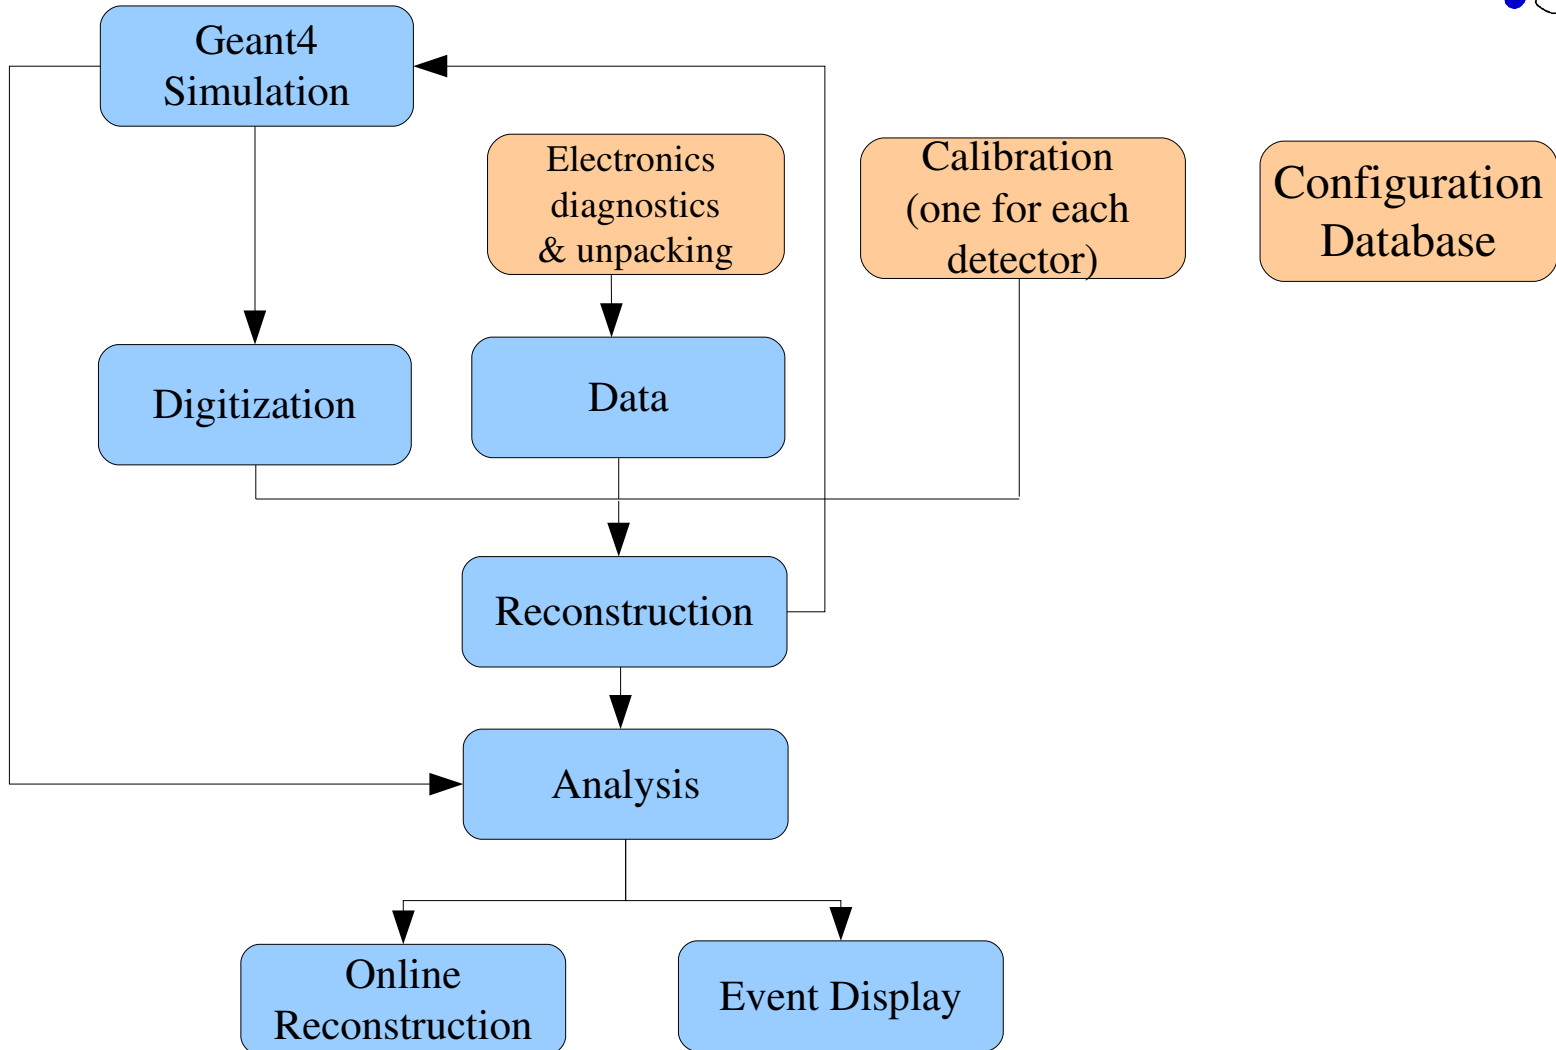 Geant4
Simulation
Electronics
diagnostics
& unpacking
Calibration
(one for each
detector)
Configuration
Database
Digitization
Data
Reconstruction
Analysis
Online
Reconstruction
Event Display